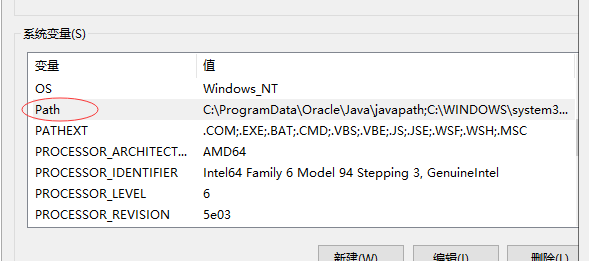 系统变量(S)
变量 值
OS Windows_NT
Path C:\ProgramData\Oracle\Java\javapath;C:\WINDOWS\system3...
PATHEXT .COM;.EXE;.BAT;.CMD;.VBS;.VBE;.JS;.JSE;.WSF;.WSH;.MSC
PROCESSOR_ARCHITECT... AMD64
PROCESSOR_IDENTIFIER Intel64 Family 6 Model 94 Stepping 3, GenuineIntel
PROCESSOR_LEVEL 6
PROCESSOR_REVISION 5e03
新建(W)... 编辑(I)... 删除(L)